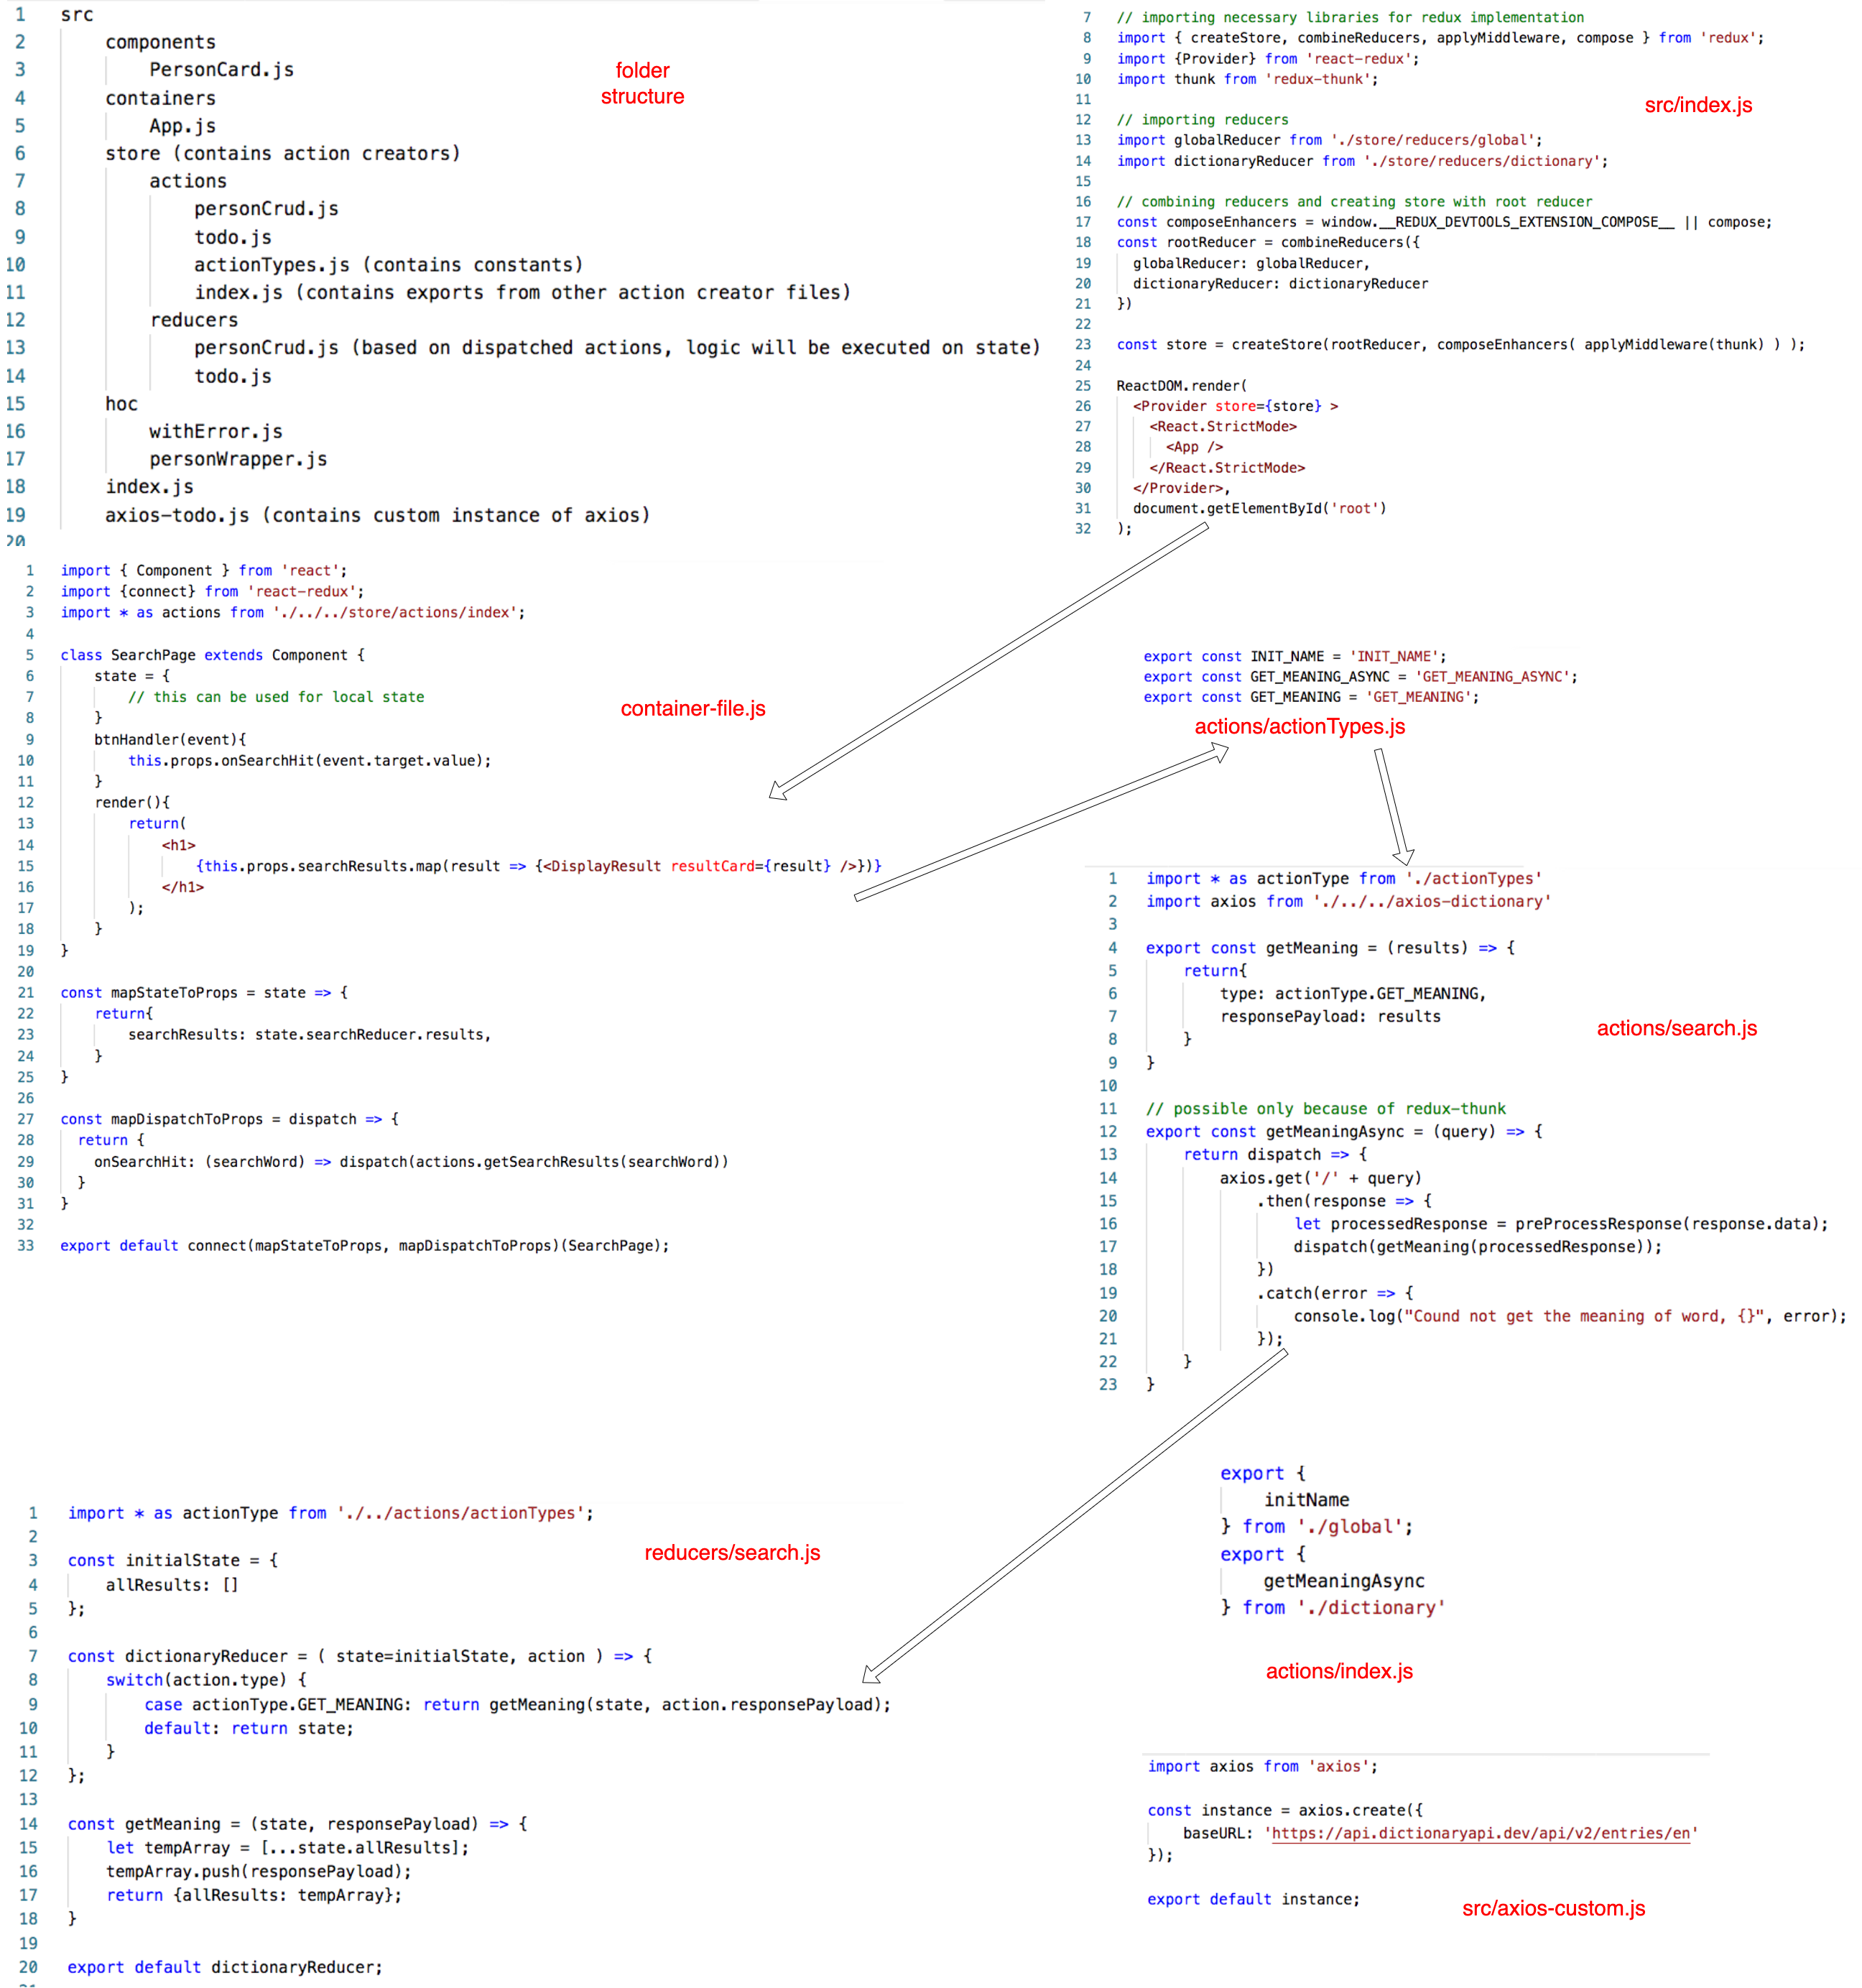 1 src
2 components
3 PersonCard.js
4 containers
5 App.js
6 store (contains action creators)
7 actions
8 personCrud.js
9 todo.js
10 actionTypes.js (contains constants)
11 index.js (contains exports from other action creator files)
12 reducers
13 personCrud.js (based on dispatched actions, logic will be executed on state)
14 todo.js
15 hoc
16 withError.js
17 personWrapper.js
18 index.js
19 axios-todo.js (contains custom instance of axios)
20
folder
structure
7 // importing necessary libraries for redux implementation
8 import { createStore, combineReducers, applyMiddleware, compose } from 'redux';
9 import {Provider} from 'react-redux';
10 import thunk from 'redux-thunk';
11
12 // importing reducers
13 import globalReducer from './store/reducers/global';
14 import dictionaryReducer from './store/reducers/dictionary';
15
16 // combining reducers and creating store with root reducer
17 const composeEnhancers = window.__REDUX_DEVTOOLS_EXTENSION_COMPOSE__ || compose;
18 const rootReducer = combineReducers({
19 globalReducer: globalReducer,
20 dictionaryReducer: dictionaryReducer
21 })
22
23 const store = createStore(rootReducer, composeEnhancers( applyMiddleware(thunk) ) );
24
25 ReactDOM.render(
26 <Provider store={store} >
27 <React.StrictMode>
28 <App />
29 </React.StrictMode>
30 </Provider>,
31 document.getElementById('root')
32 );
src/index.js
1 import { Component } from 'react';
2 import {connect} from 'react-redux';
3 import * as actions from './../../store/actions/index';
4
5 class SearchPage extends Component {
6 state = {
7 // this can be used for local state
8 }
9 btnHandler(event){
10 this.props.onSearchHit(event.target.value);
11 }
12 render(){
13 return(
14 <h1>
15 {this.props.searchResults.map(result => {<DisplayResult resultCard={result} />})}
16 </h1>
17 );
18 }
19 }
20
21 const mapStateToProps = state => {
22 return{
23 searchResults: state.searchReducer.results,
24 }
25 }
26
27 const mapDispatchToProps = dispatch => {
28 return {
29 onSearchHit: (searchWord) => dispatch(actions.getSearchResults(searchWord))
30 }
31 }
32
33 export default connect(mapStateToProps, mapDispatchToProps)(SearchPage);
container-file.js
export const INIT_NAME = 'INIT_NAME';
export const GET_MEANING_ASYNC = 'GET_MEANING_ASYNC';
export const GET_MEANING = 'GET_MEANING';
actions/actionTypes.js
1 import * as actionType from './actionTypes'
2 import axios from './../../axios-dictionary'
3
4 export const getMeaning = (results) => {
5 return{
6 type: actionType.GET_MEANING,
7 responsePayload: results
8 }
9 }
10
11 // possible only because of redux-thunk
12 export const getMeaningAsync = (query) => {
13 return dispatch => {
14 axios.get('/' + query)
15 .then(response => {
16 let processedResponse = preProcessResponse(response.data);
17 dispatch(getMeaning(processedResponse));
18 })
19 .catch(error => {
20 console.log("Cound not get the meaning of word, {}", error);
21 });
22 }
23 }
actions/search.js
1 import * as actionType from './../actions/actionTypes';
2
3 const initialState = {
4 allResults: []
5 };
6
7 const dictionaryReducer = ( state=initialState, action ) => {
8 switch(action.type) {
9 case actionType.GET_MEANING: return getMeaning(state, action.responsePayload);
10 default: return state;
11 }
12 };
13
14 const getMeaning = (state, responsePayload) => {
15 let tempArray = [...state.allResults];
16 tempArray.push(responsePayload);
17 return {allResults: tempArray};
18 }
19
20 export default dictionaryReducer;
21
reducers/search.js
export {
initName
} from './global';
export {
getMeaningAsync
} from './dictionary'
actions/index.js
import axios from 'axios';
const instance = axios.create({
baseURL: 'https://api.dictionaryapi.dev/api/v2/entries/en'
});
export default instance;
src/axios-custom.js